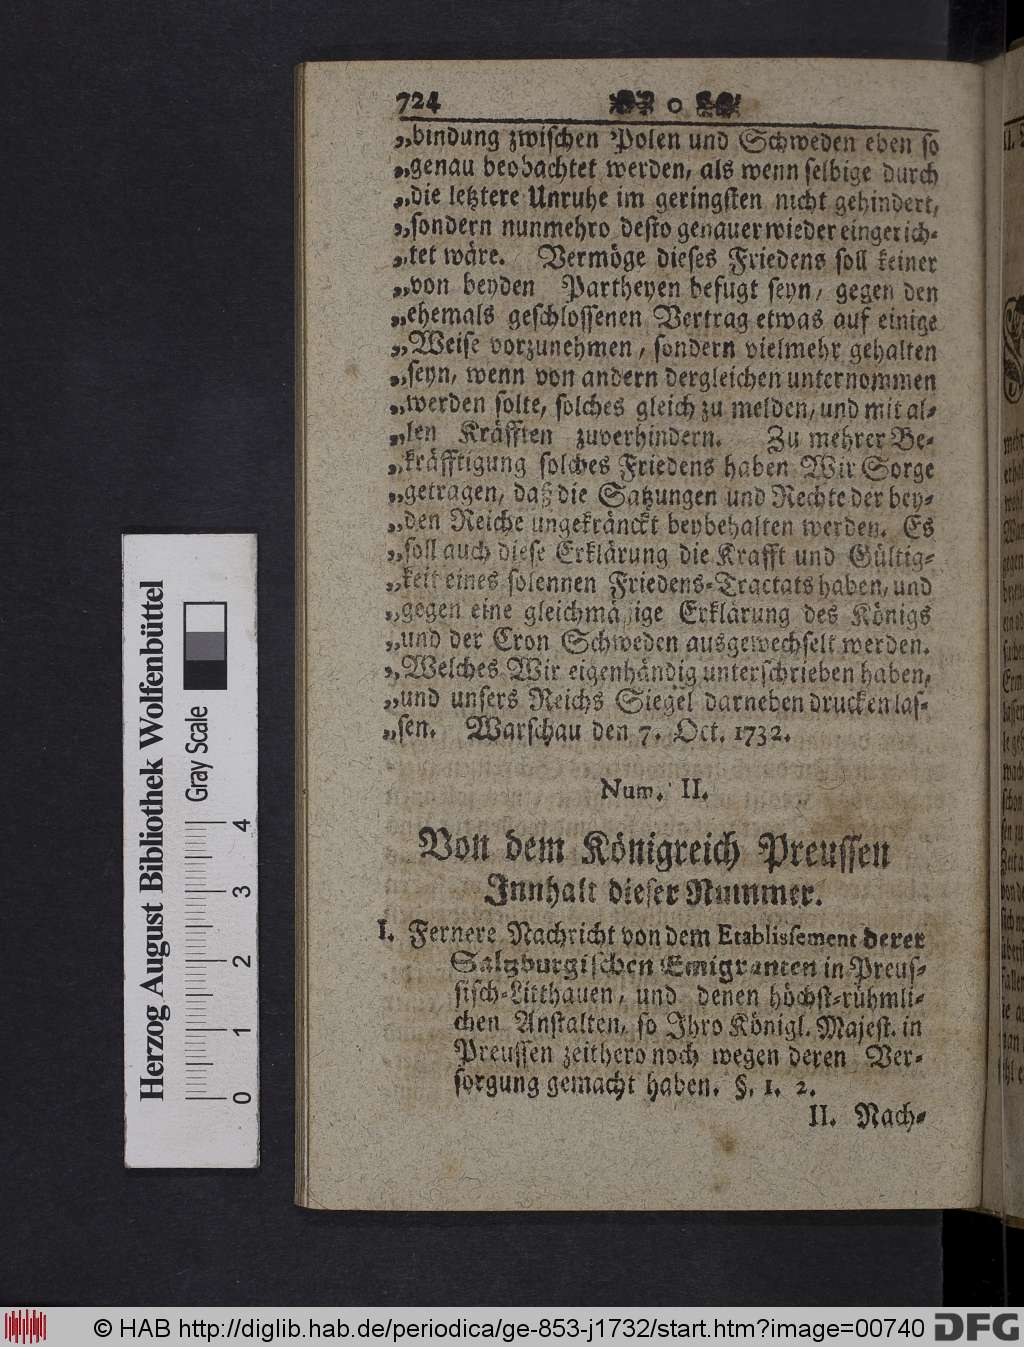 724 o
„bindung zwischen Polen und Schweden eben so
„genau beobachtet werden, als wenn selbige durch
„die letztere Unruhe im geringsten nicht gehindert,
„sondern nunmehro desto genauer wieder eingerich-
„tet wäre. Vermöge dieses Friedens soll keiner
„von beyden Partheyen befugt seyn, gegen den
„ehemals geschlossenen Vertrag etwas auf einige
„Weise vorzunehmen, sondern vielmehr gehalten
„seyn, wenn von andern dergleichen unternommen
„werden solte, solches gleich zu melden, und mit al-
„len Kräfften zuverhindern. Zu mehrer Be-
„kräfftigung solches Friedens haben Wir Sorge
„getragen, daß die Satzungen und Rechte der bey-
„den Reiche ungekränckt beybehalten werden. Es
„soll auch diese Erklärung die Krafft und Gültig-
„keit eines solennen Friedens-Tractats haben, und
„gegen eine gleichmäßige Erklärung des Königs
„und der Cron Schweden ausgewechselt werden.
„Welches Wir eigenhändig unterschrieben haben,
„und unsers Reichs Siegel darneben drucken las-
„sen. Warschau den 7. Oct. 1732.
Num. II.
Von dem Königreich Preussen
Innhalt dieser Nummer.
I. Fernere Nachricht von dem Etablissement derer
Saltzburgischen Emigranten in Preus-
sisch-Litthauen, und denen höchst-rühmli-
chen Anstalten, so Ihro Königl. Majest. in
Preussen zeithero noch wegen deren Ver-
sorgung gemacht haben. §. 1. 2.
II. Nach-
Herzog August Bibliothek Wolfenbüttel
Gray Scale
0 1 2 3 4
© HAB http://diglib.hab.de/periodica/ge-853-j1732/start.htm?image=00740 DFG